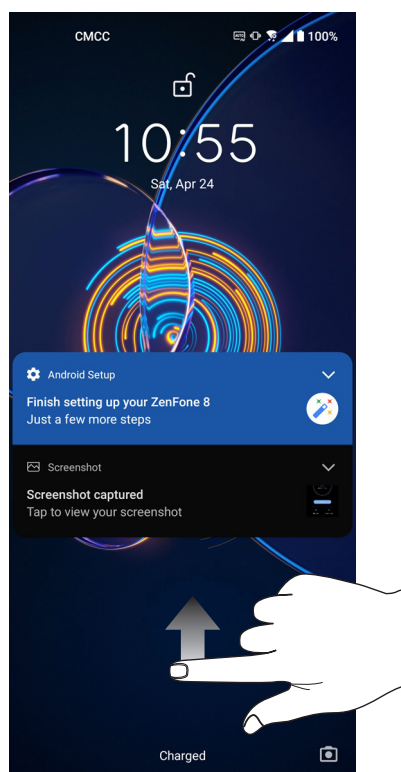 CMCC 100%
10:55
Sat, Apr 24
Android Setup
Finish setting up your ZenFone 8
Just a few more steps
Screenshot
Screenshot captured
Tap to view your screenshot
Charged